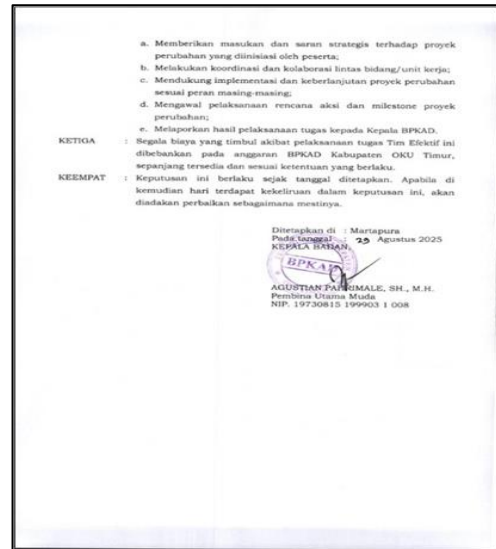 a. Memberikan masukan dan saran strategis terhadap proyek
perubahan yang diinisiasi oleh peserta;
b. Melakukan koordinasi dan kolaborasi lintas bidang/unit kerja;
c. Mendukung implementasi dan keberlanjutan proyek perubahan
sesuai peran masing-masing;
d. Mengawal pelaksanaan rencana aksi dan milestone proyek
perubahan;
e. Melaporkan hasil pelaksanaan tugas kepada Kepala BPKAD.
KETIGA : Segala biaya yang timbul akibat pelaksanaan tugas Tim Efektif ini
dibebankan pada anggaran BPKAD Kabupaten OKU Timur,
sepanjang tersedia dan sesuai ketentuan yang berlaku.
KEEMPAT : Keputusan ini berlaku sejak tanggal ditetapkan. Apabila di
kemudian hari terdapat kekeliruan dalam keputusan ini, akan
diadakan perbaikan sebagaimana mestinya.
Ditetapkan di : Martapura
Pada tanggal : 29 Agustus 2025
KEPALA BADAN,
BPKAD
AGUSTIAN
SH., M.H.
Pembina Utama Muda
NIP. 19730815 199903 1 008